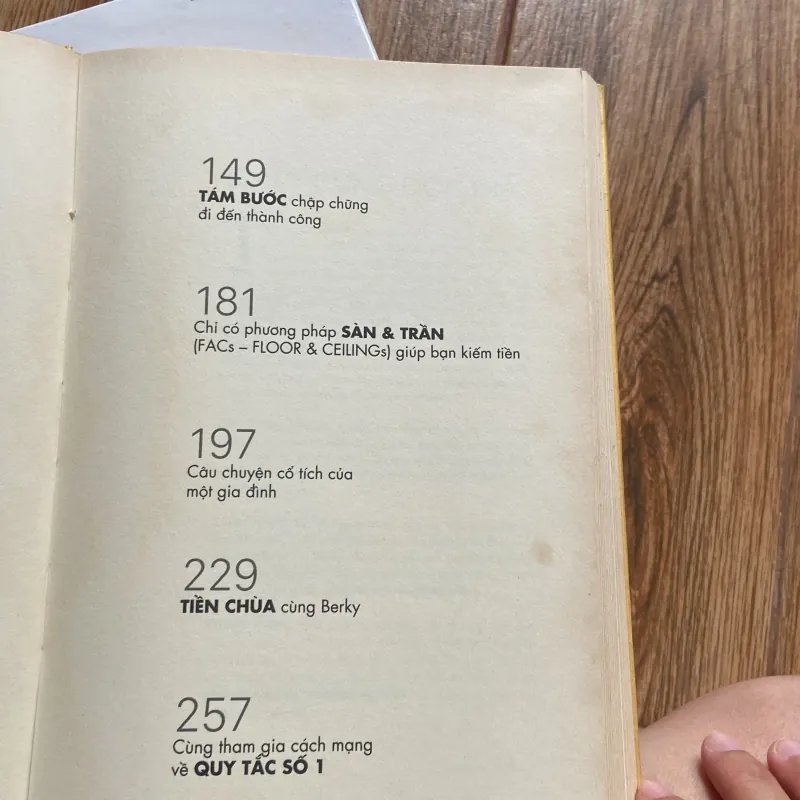 149
TÁM BƯỚC chập chững
đi đến thành công
181
Chỉ có phương pháp SÀN & TRẦN
(FACs – FLOOR & CEILINGs) giúp bạn kiếm tiền
197
Câu chuyện cổ tích của
một gia đình
229
TIỀN CHÙA cùng Berky
257
Cùng tham gia cách mạng
về QUY TẮC SỐ 1